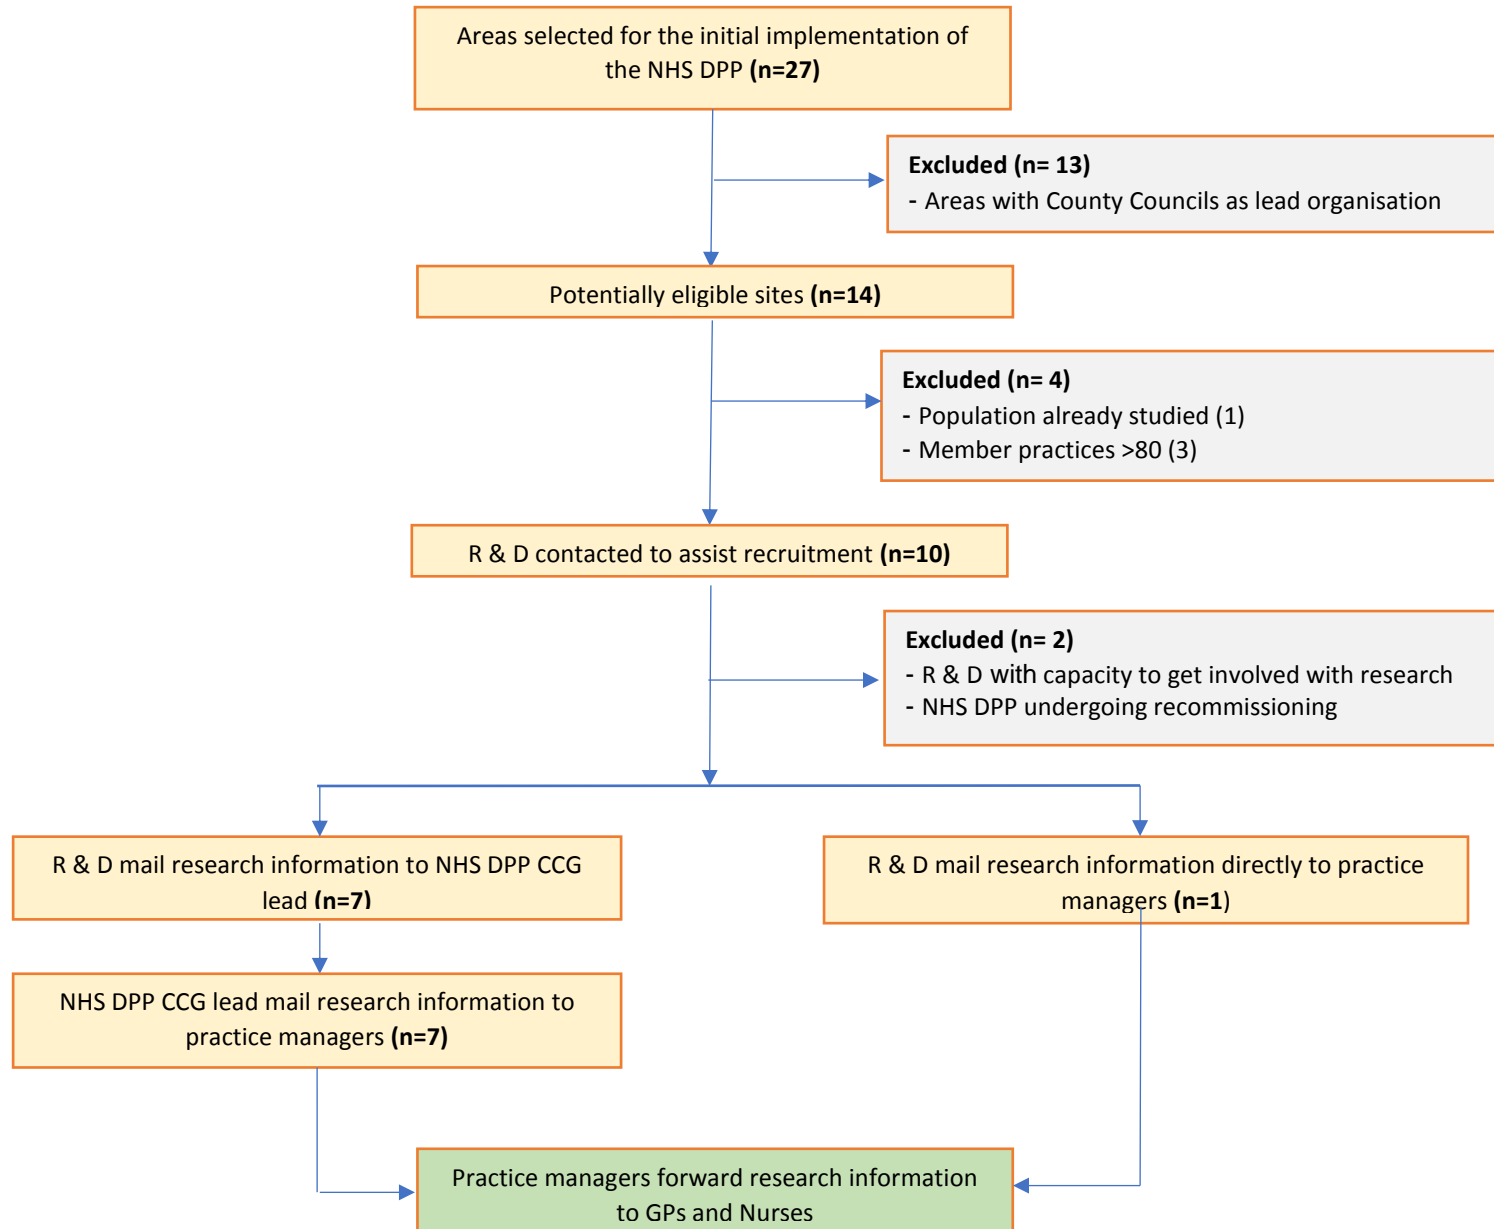 Areas selected for the initial implementation of
the NHS DPP (n=27)
Excluded (n= 13)
- Areas with County Councils as lead organisation
Potentially eligible sites (n=14)
Excluded (n= 4)
- Population already studied (1)
- Member practices >80 (3)
R & D contacted to assist recruitment (n=10)
Excluded (n= 2)
- R & D with capacity to get involved with research
- NHS DPP undergoing recommissioning
R & D mail research information to NHS DPP CCG
lead (n=7)
R & D mail research information directly to practice
managers (n=1)
NHS DPP CCG lead mail research information to
practice managers (n=7)
Practice managers forward research information
to GPs and Nurses